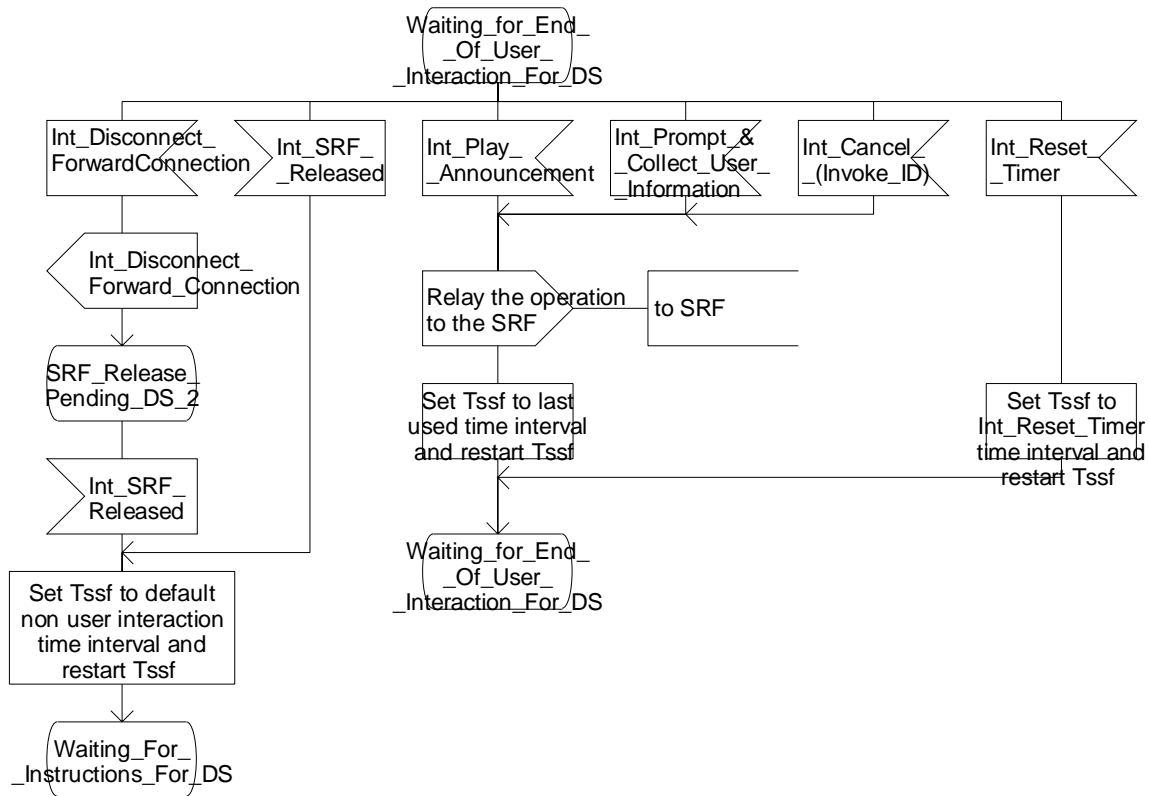 Waiting_for_End_
_Of_User_
_Interaction_For_DS
Int_Disconnect_
ForwardConnection
Int_SRF_
_Released
Int_Play_
_Announcement
Int_Prompt_&
_Collect_User_
_Information
Int_Cancel_
_(Invoke_ID)
Int_Reset_
_Timer
Int_Disconnect_
Forward_Connection
Relay the operation
to the SRF
to SRF
SRF_Release_
Pending_DS_2
Set Tssf to last
used time interval
and restart Tssf
Set Tssf to
Int_Reset_Timer
time interval and
restart Tssf
Int_SRF_
Released
Waiting_for_End_
_Of_User_
_Interaction_For_DS
Set Tssf to default
non user interaction
time interval and
restart Tssf
Waiting_For_
_Instructions_For_DS